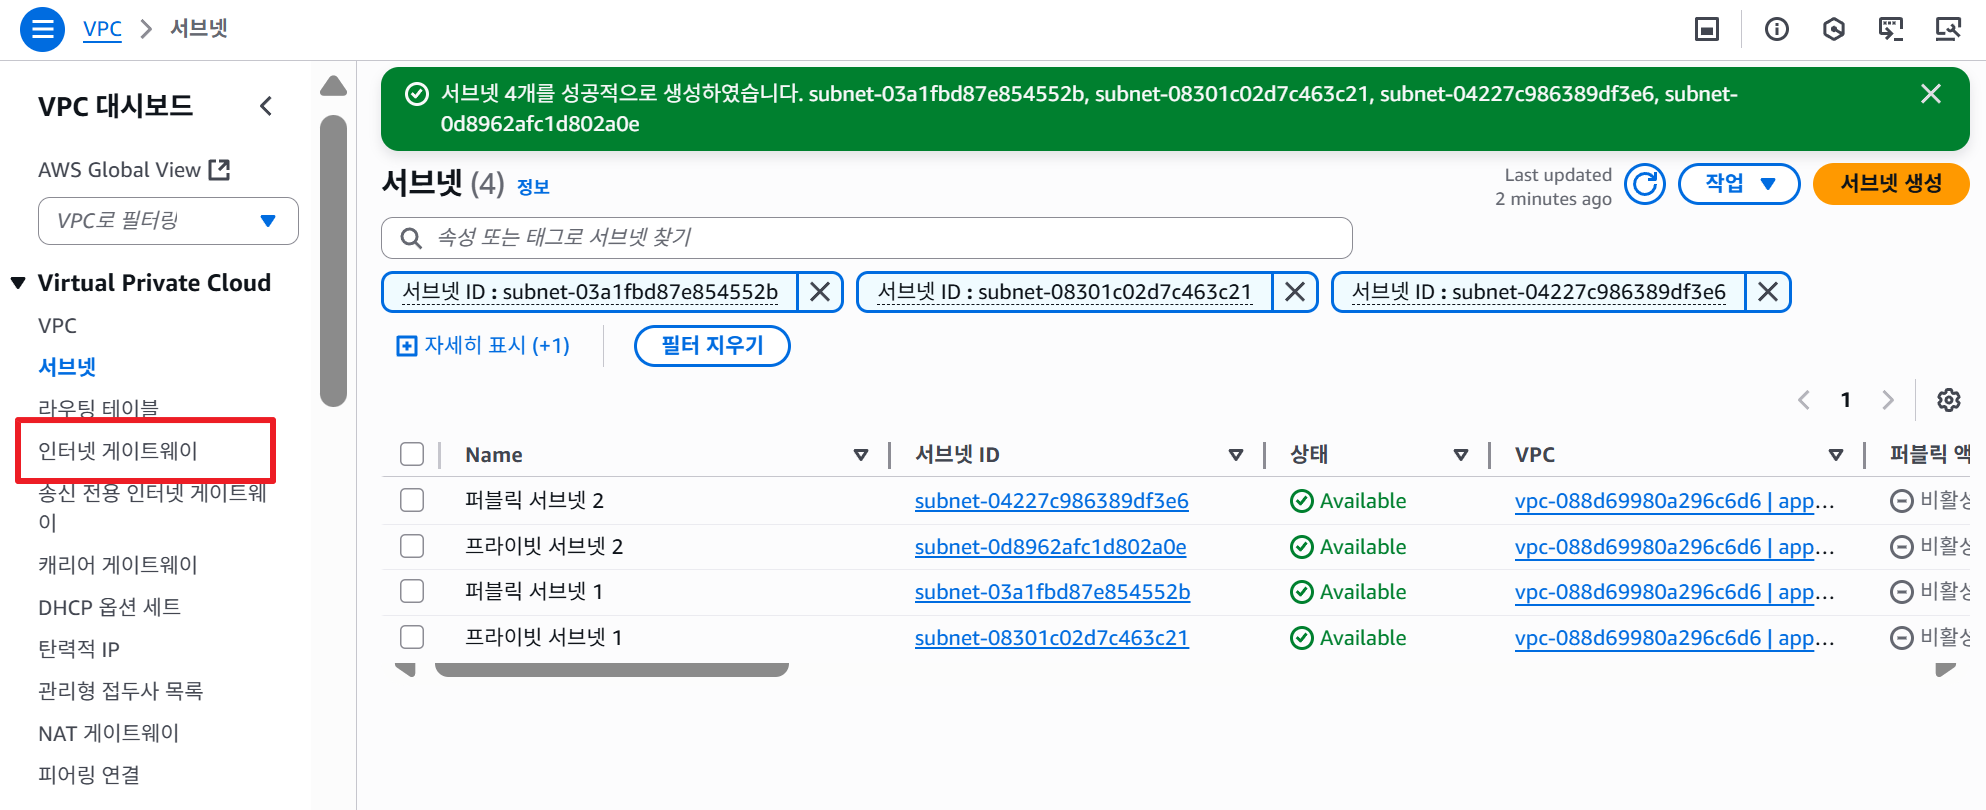 VPC > 서브넷
VPC 대시보드
AWS Global View
VPC로 필터링
Virtual Private Cloud
VPC
서브넷
라우팅 테이블
인터넷 게이트웨이
송신 전용 인터넷 게이트웨
이
캐리어 게이트웨이
DHCP 옵션 세트
탄력적 IP
관리형 접두사 목록
NAT 게이트웨이
피어링 연결
서브넷 4개를 성공적으로 생성하였습니다. subnet-03a1fbd87e854552b, subnet-08301c02d7c463c21, subnet-04227c986389df3e6, subnet-
0d8962afc1d802a0e
서브넷 (4) 정보
Last updated
2 minutes ago
작업
서브넷 생성
속성 또는 태그로 서브넷 찾기
서브넷 ID : subnet-03a1fbd87e854552b
서브넷 ID : subnet-08301c02d7c463c21
서브넷 ID : subnet-04227c986389df3e6
자세히 표시 (+1)
필터 지우기
1
Name 서브넷 ID 상태 VPC 퍼블릭 액
퍼블릭 서브넷 2 subnet-04227c986389df3e6 Available vpc-088d69980a296c6d6 | app... 비활성
프라이빗 서브넷 2 subnet-0d8962afc1d802a0e Available vpc-088d69980a296c6d6 | app... 비활성
퍼블릭 서브넷 1 subnet-03a1fbd87e854552b Available vpc-088d69980a296c6d6 | app... 비활성
프라이빗 서브넷 1 subnet-08301c02d7c463c21 Available vpc-088d69980a296c6d6 | app... 비활성